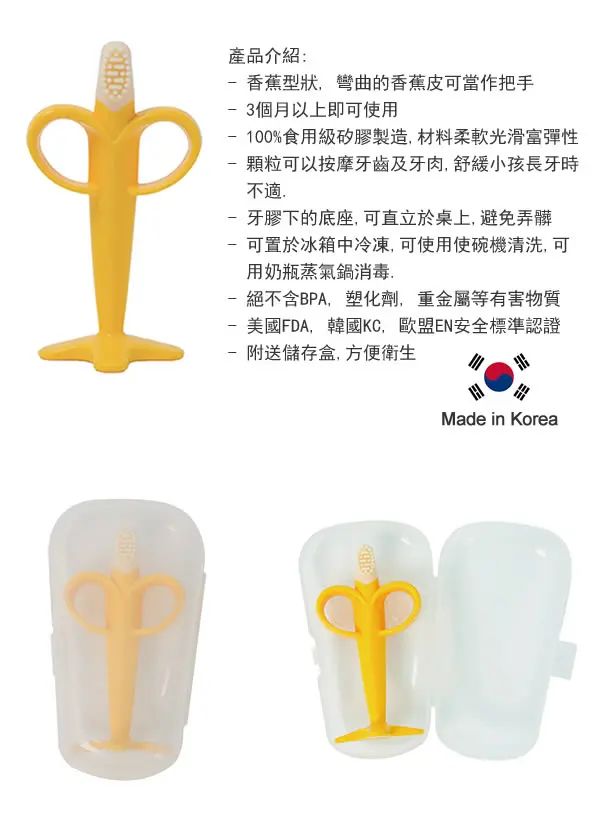 產品介紹:
- 香蕉型狀, 彎曲的香蕉皮可當作把手
- 3個月以上即可使用
- 100%食用級矽膠製造, 材料柔軟光滑富彈性
- 顆粒可以按摩牙齒及牙肉, 舒緩小孩長牙時
不適.
- 牙膠下的底座, 可直立於桌上, 避免弄髒
- 可置於冰箱中冷凍, 可使用使碗機清洗, 可
用奶瓶蒸氣鍋消毒.
- 絕不含BPA, 塑化劑, 重金屬等有害物質
- 美國FDA, 韓國KC, 歐盟EN安全標準認證
- 附送儲存盒, 方便衛生
Made in Korea